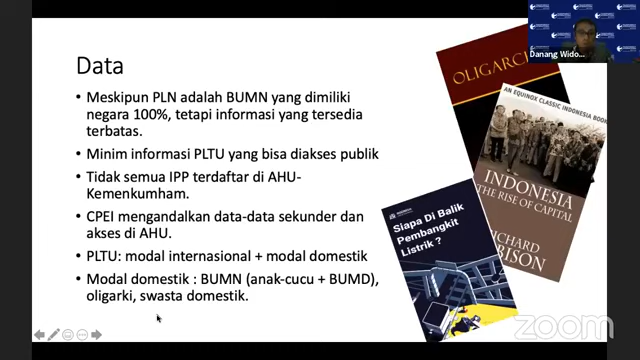 Data
• Meskipun PLN adalah BUMN yang dimiliki
negara 100%, tetapi informasi yang tersedia
terbatas.
• Minim informasi PLTU yang bisa diakses publik
• Tidak semua IPP terdaftar di AHU-
Kemenkumham.
• CPEI mengandalkan data-data sekunder dan
akses di AHU.
• PLTU: modal internasional + modal domestik
• Modal domestik : BUMN (anak-cucu + BUMD),
oligarki, swasta domestik.
OLIGARCH
AN EQUINOX CLASSIC INDONESIA BOOK
INDONESIA
THE RISE OF CAPITAL
RICHARD
ROBISON
Siapa Di Balik
Pembangkit
Listrik ?
Danang Wido...
zoom